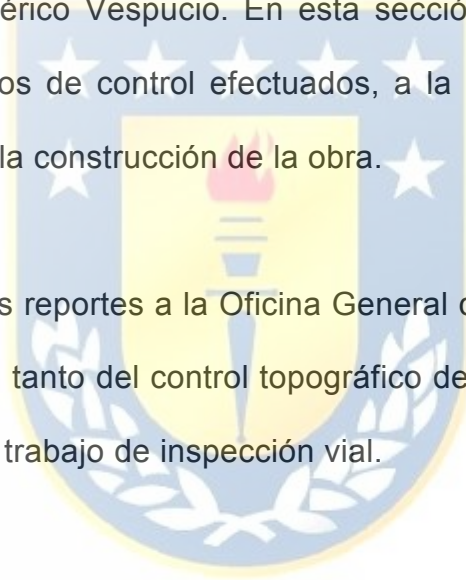 érico Vespucio. En esta secció
os de control efectuados, a la
la construcción de la obra.
s reportes a la Oficina General
tanto del control topográfico de
trabajo de inspección vial.